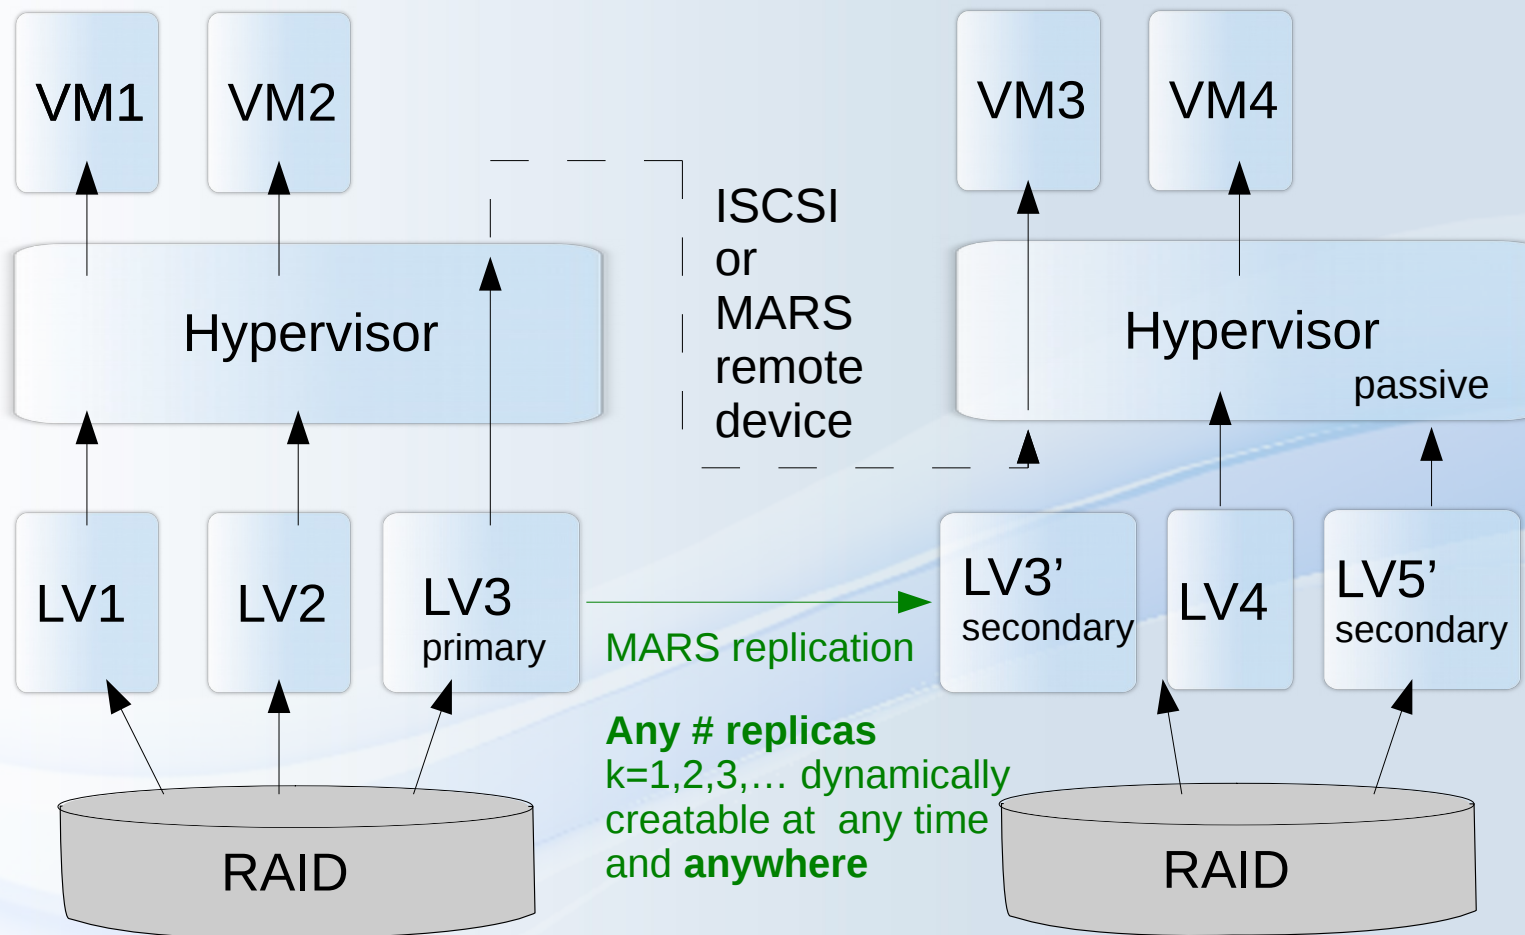 VM1
VM2
VM3
VM4
ISCSI
or
MARS
remote
device
Hypervisor
Hypervisor
passive
LV1
LV2
LV3
primary
LV3’
secondary
LV4
LV5’
secondary
MARS replication
Any # replicas
k=1,2,3,… dynamically
creatable at any time
and anywhere
RAID
RAID